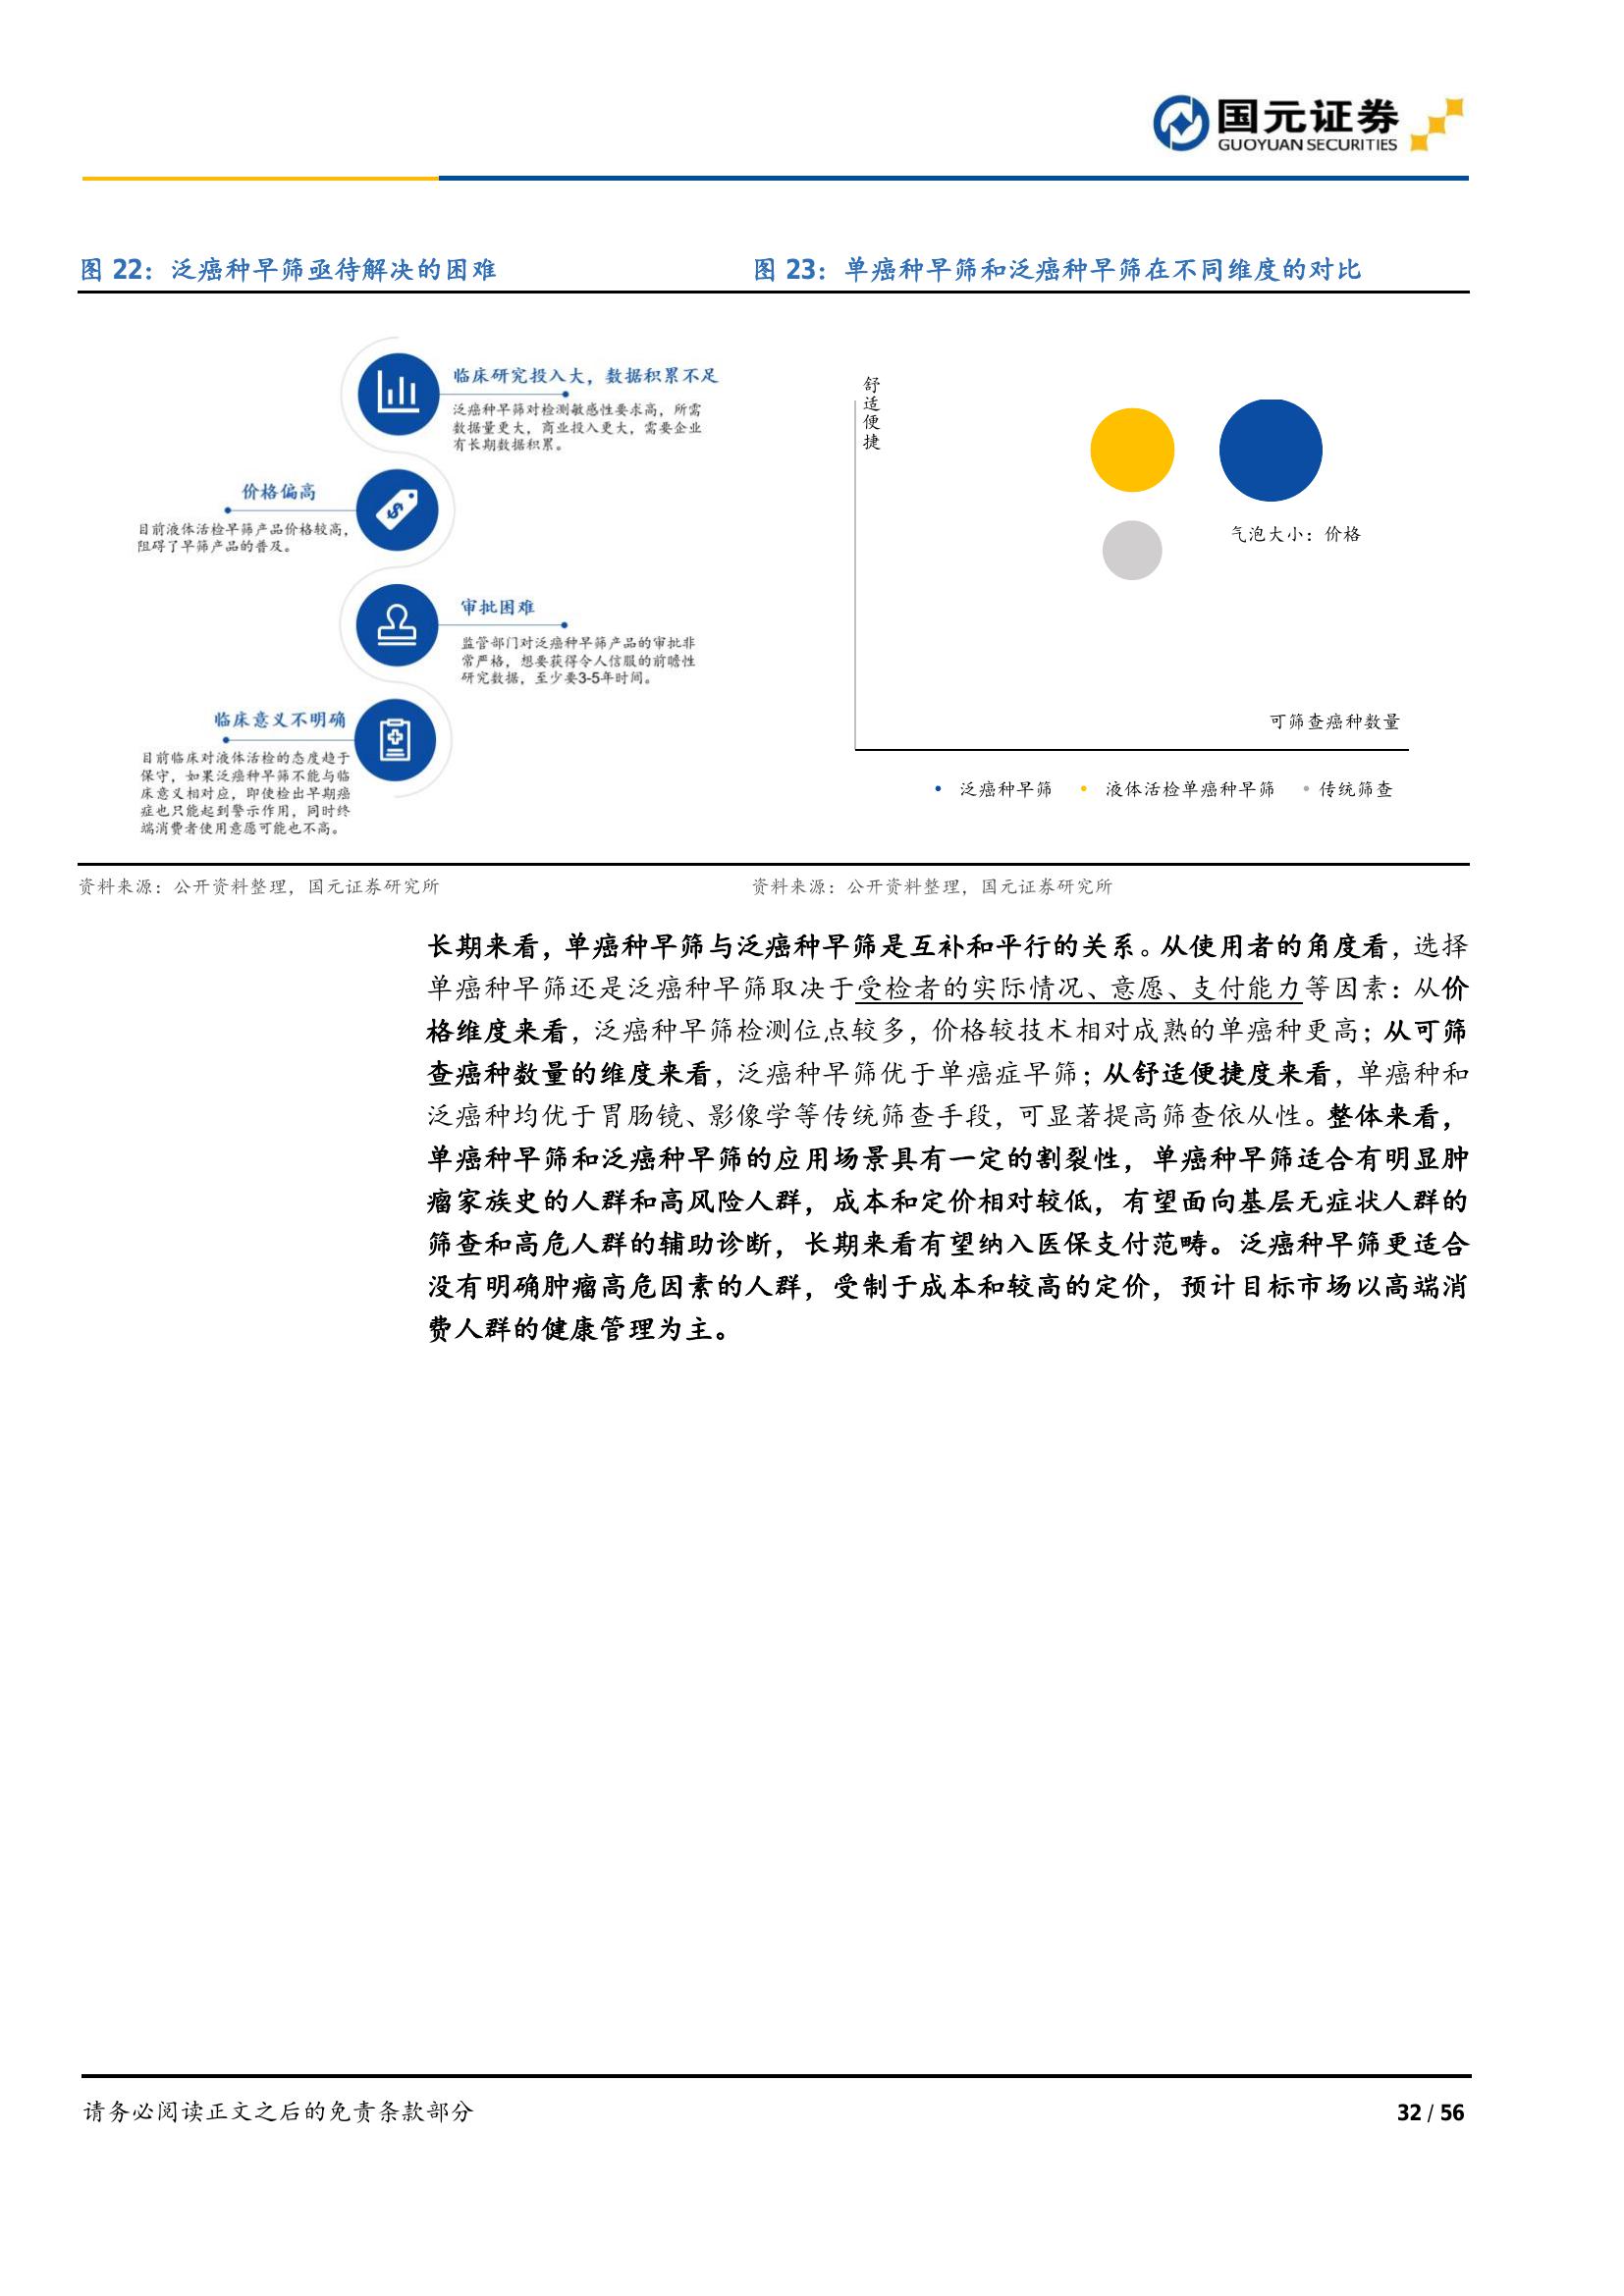 国元证券
GUOYUAN SECURITIES
图 22：泛癌种早筛亟待解决的困难
临床研究投入大，数据积累不足
泛癌种早筛对检测敏感性要求高，所需
数据量更大，商业投入更大，需要企业
有长期数据积累。
价格偏高
目前液体活检早筛产品价格较高，
阻碍了早筛产品的普及。
审批困难
监管部门对泛癌种早筛产品的审批非
常严格，想要获得令人信服的前瞻性
研究数据，至少要3-5年时间。
临床意义不明确
目前临床对液体活检的态度趋于
保守，如果泛癌种早筛不能与临
床意义相对应，即使检出早期癌
症也只能起到警示作用，同时终
端消费者使用意愿可能也不高。
资料来源：公开资料整理，国元证券研究所
图 23：单癌种早筛和泛癌种早筛在不同维度的对比
舒适便捷
气泡大小：价格
可筛查癌种数量
泛癌种早筛 液体活检单癌种早筛 传统筛查
资料来源：公开资料整理，国元证券研究所
长期来看，单癌种早筛与泛癌种早筛是互补和平行的关系。从使用者的角度看，选择
单癌种早筛还是泛癌种早筛取决于受检者的实际情况、意愿、支付能力等因素：从价
格维度来看，泛癌种早筛检测位点较多，价格较技术相对成熟的单癌种更高；从可筛
查癌种数量的维度来看，泛癌种早筛优于单癌症早筛；从舒适便捷度来看，单癌种和
泛癌种均优于胃肠镜、影像学等传统筛查手段，可显著提高筛查依从性。整体来看，
单癌种早筛和泛癌种早筛的应用场景具有一定的割裂性，单癌种早筛适合有明显肿
瘤家族史的人群和高风险人群，成本和定价相对较低，有望面向基层无症状人群的
筛查和高危人群的辅助诊断，长期来看有望纳入医保支付范畴。泛癌种早筛更适合
没有明确肿瘤高危因素的人群，受制于成本和较高的定价，预计目标市场以高端消
费人群的健康管理为主。
请务必阅读正文之后的免责条款部分
32 / 56